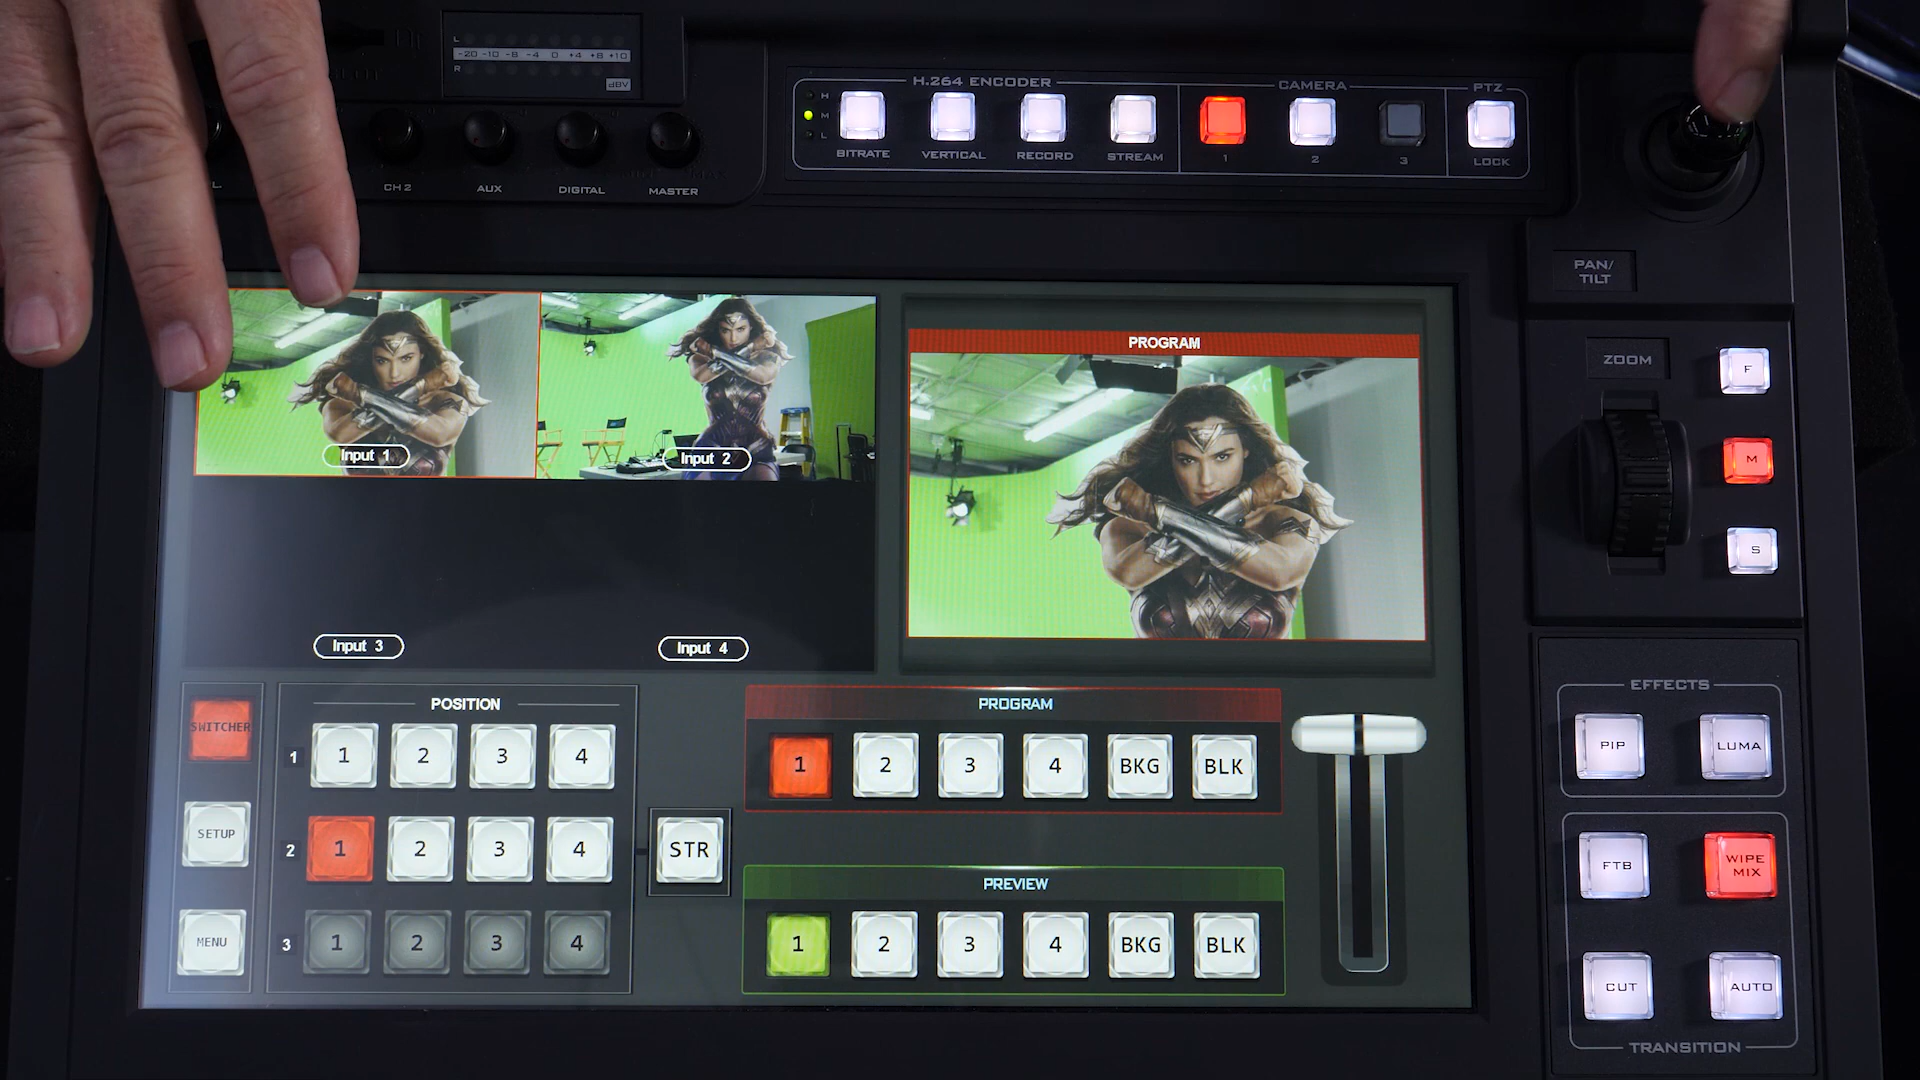 L
-20 -10 -8 -4 0 +4 +8 +10
R
dBV
L
CH 2
AUX
DIGITAL
MASTER
H.264 ENCODER
H
M
L
BITRATE
VERTICAL
RECORD
STREAM
CAMERA
1
2
3
PTZ
LOCK
PAN/
TILT
ZOOM
F
M
S
Input 1
Input 2
Input 3
Input 4
PROGRAM
SWITCHER
SETUP
MENU
POSITION
1 1 2 3 4
2 1 2 3 4
3 1 2 3 4
STR
PROGRAM
1 2 3 4 BKG BLK
PREVIEW
1 2 3 4 BKG BLK
EFFECTS
PIP
LUMA
FTB
WIPE
MIX
CUT
AUTO
TRANSITION